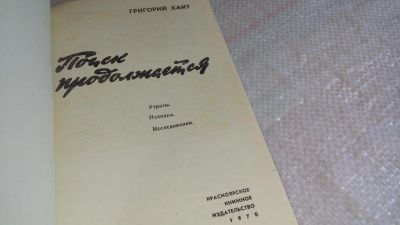 ГРИГОРИЙ ХАИТ
Поиск
продолжается
Утраты.
Находки.
Исследования.
КРАСНОЯРСКОЕ
КНИЖНОЕ
ИЗДАТЕЛЬСТВО
1970